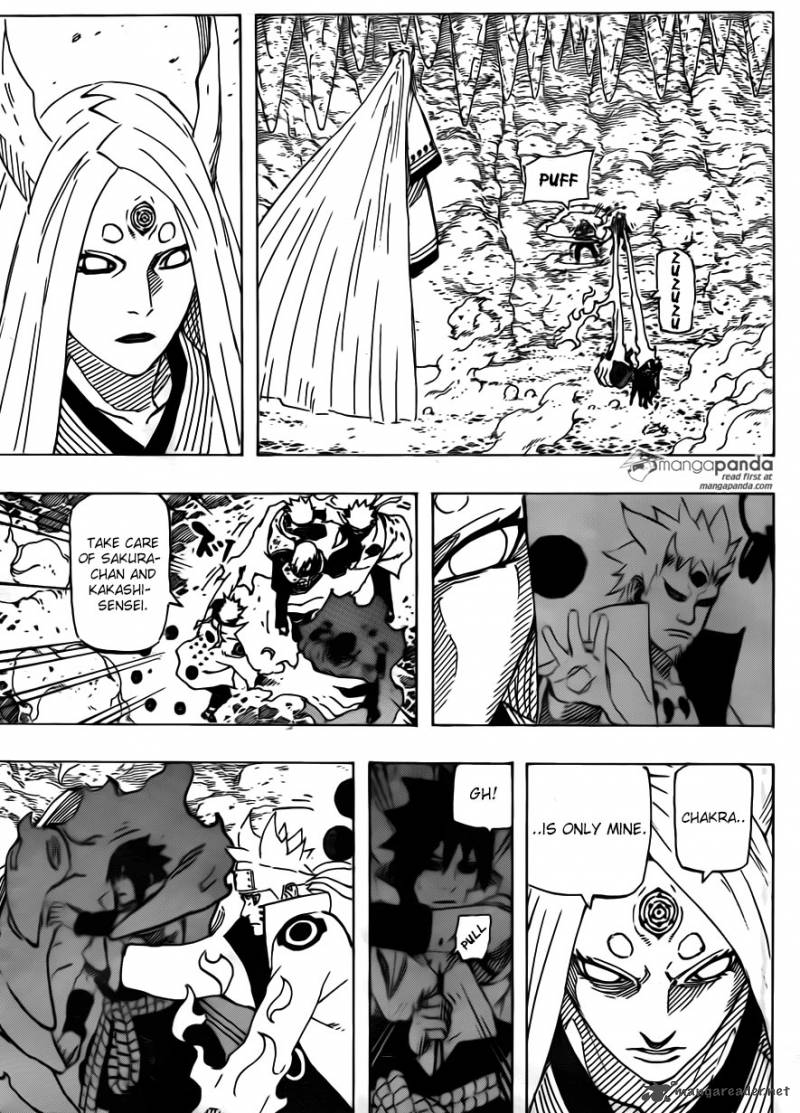 PUFF
mangapanda
read first at
mangapanda.com
TAKE CARE
OF SAKURA-
CHAN AND
KAKASHI-
SENSEI.
CHAKRA..
..IS ONLY MINE.
GH!
PULL
mangareader.net